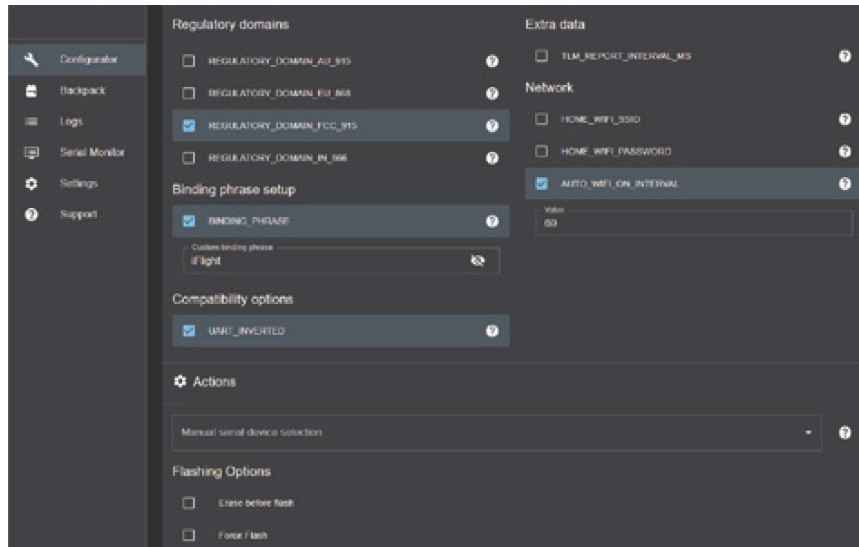 Configurator
Backpack
Logs
Serial Monitor
Settings
Support
Regulatory domains
REGULATORY_DOMAIN_AU_915
REGULATORY_DOMAIN_EU_868
REGULATORY_DOMAIN_FCC_915
REGULATORY_DOMAIN_IN_866
Binding phrase setup
BINDING_PHRASE
Custom binding phrase
iFlight
Compatibility options
UART_INVERTED
Extra data
TLM_REPORT_INTERVAL_MS
Network
HOME_WIFI_SSID
HOME_WIFI_PASSWORD
AUTO_WIFI_ON_INTERVAL
Value
60
Actions
Manual serial device selection
Flashing Options
Erase before flash
Force Flash